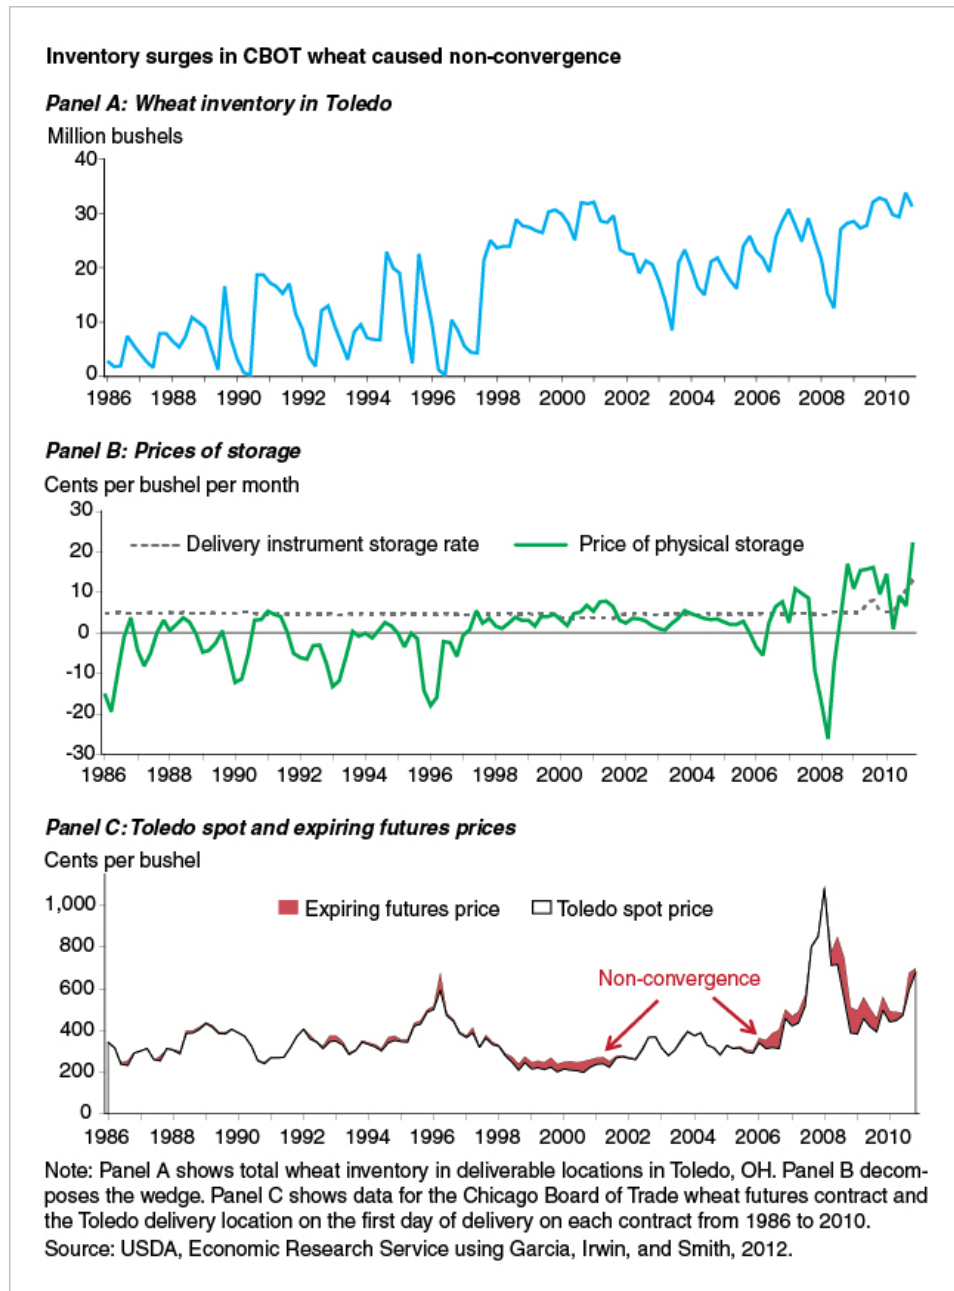 Inventory surges in CBOT wheat caused non-convergence
Panel A: Wheat inventory in Toledo
Million bushels
40
30
20
10
0
1986 1988 1990 1992 1994 1996 1998 2000 2002 2004 2006 2008 2010
Panel B: Prices of storage
Cents per bushel per month
30
20
Delivery instrument storage rate
Price of physical storage
10
0
-10
-20
-30
1986 1988 1990 1992 1994 1996 1998 2000 2002 2004 2006 2008 2010
Panel C: Toledo spot and expiring futures prices
Cents per bushel
1,000
Expiring futures price
Toledo spot price
800
Non-convergence
600
400
200
0
1986 1988 1990 1992 1994 1996 1998 2000 2002 2004 2006 2008 2010
Note: Panel A shows total wheat inventory in deliverable locations in Toledo, OH. Panel B decom-
poses the wedge. Panel C shows data for the Chicago Board of Trade wheat futures contract and
the Toledo delivery location on the first day of delivery on each contract from 1986 to 2010.
Source: USDA, Economic Research Service using Garcia, Irwin, and Smith, 2012.